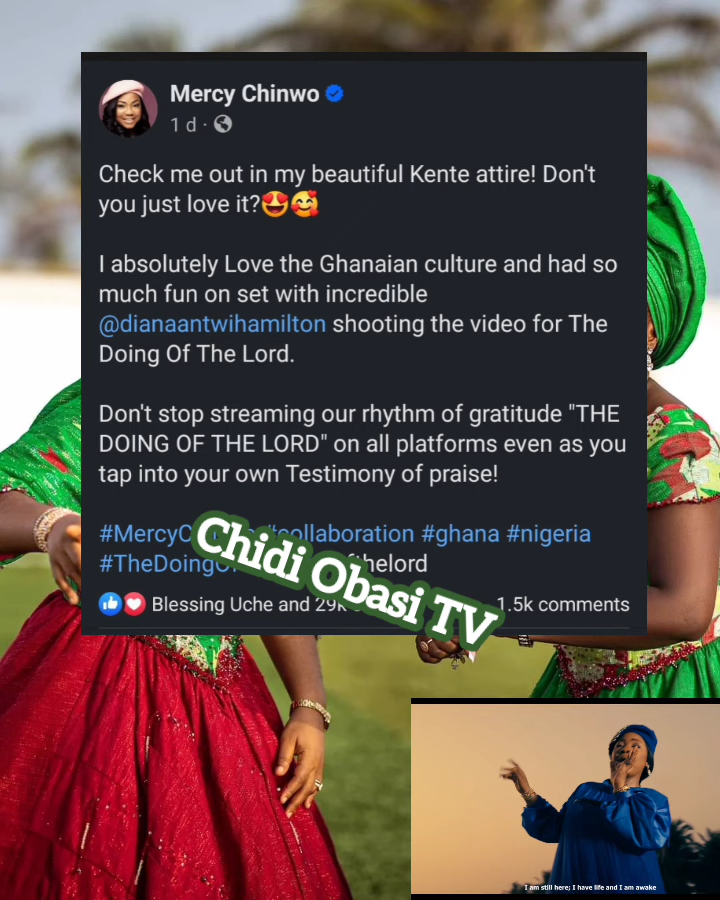 Mercy Chinwo
1 d ·
Check me out in my beautiful Kente attire! Don't
you just love it?😍🥰
I absolutely Love the Ghanaian culture and had so
much fun on set with incredible
@dianaantwihamilton shooting the video for The
Doing Of The Lord.
Don't stop streaming our rhythm of gratitude "THE
DOING OF THE LORD" on all platforms even as you
tap into your own Testimony of praise!
#collaboration #ghana #nigeria
Chidi Obasi TV
Blessing Uche and 29K
1.5k comments
I am still here; I have life and I am awake